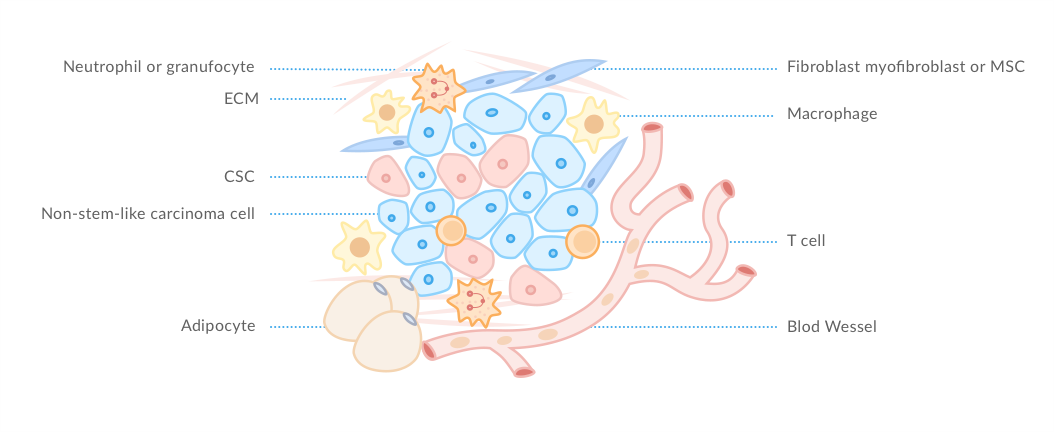 Neutrophil or granufocyte
ECM
CSC
Non-stem-like carcinoma cell
Adipocyte
Fibroblast myofibroblast or MSC
Macrophage
T cell
Blod Wessel